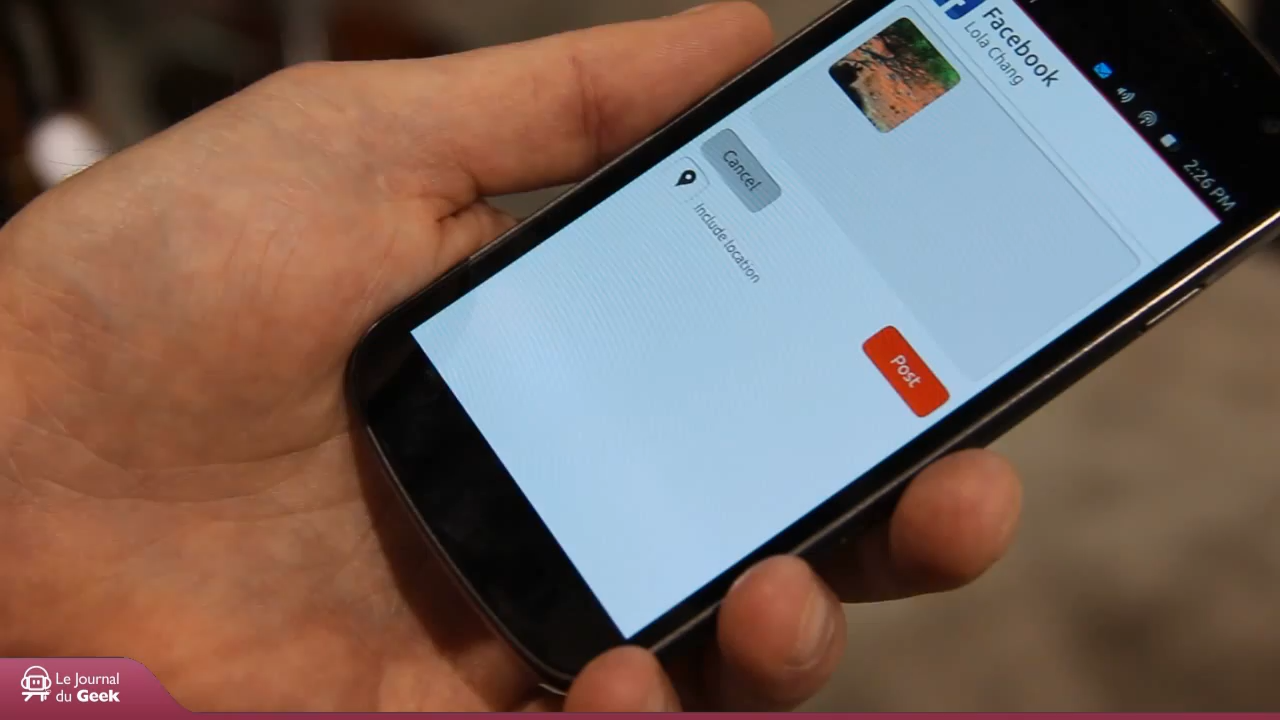 2:26 PM
Facebook
Lola Chang
Cancel
Post
Include location
Le Journal
du Geek